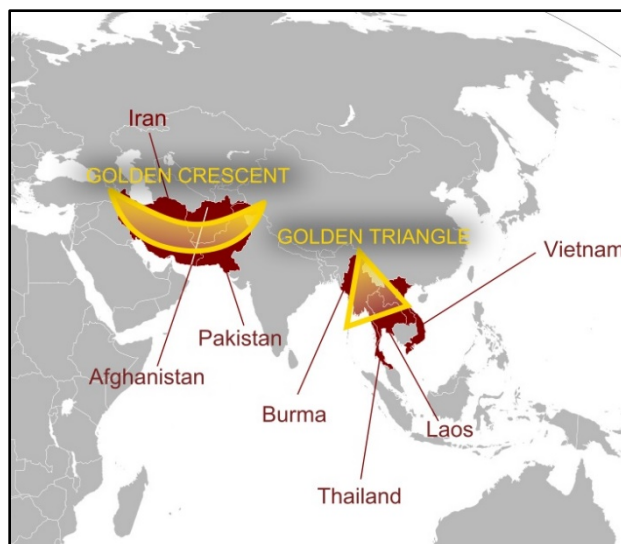 Iran
GOLDEN CRESCENT
GOLDEN TRIANGLE
Vietnam
Pakistan
Afghanistan
Burma
Laos
Thailand